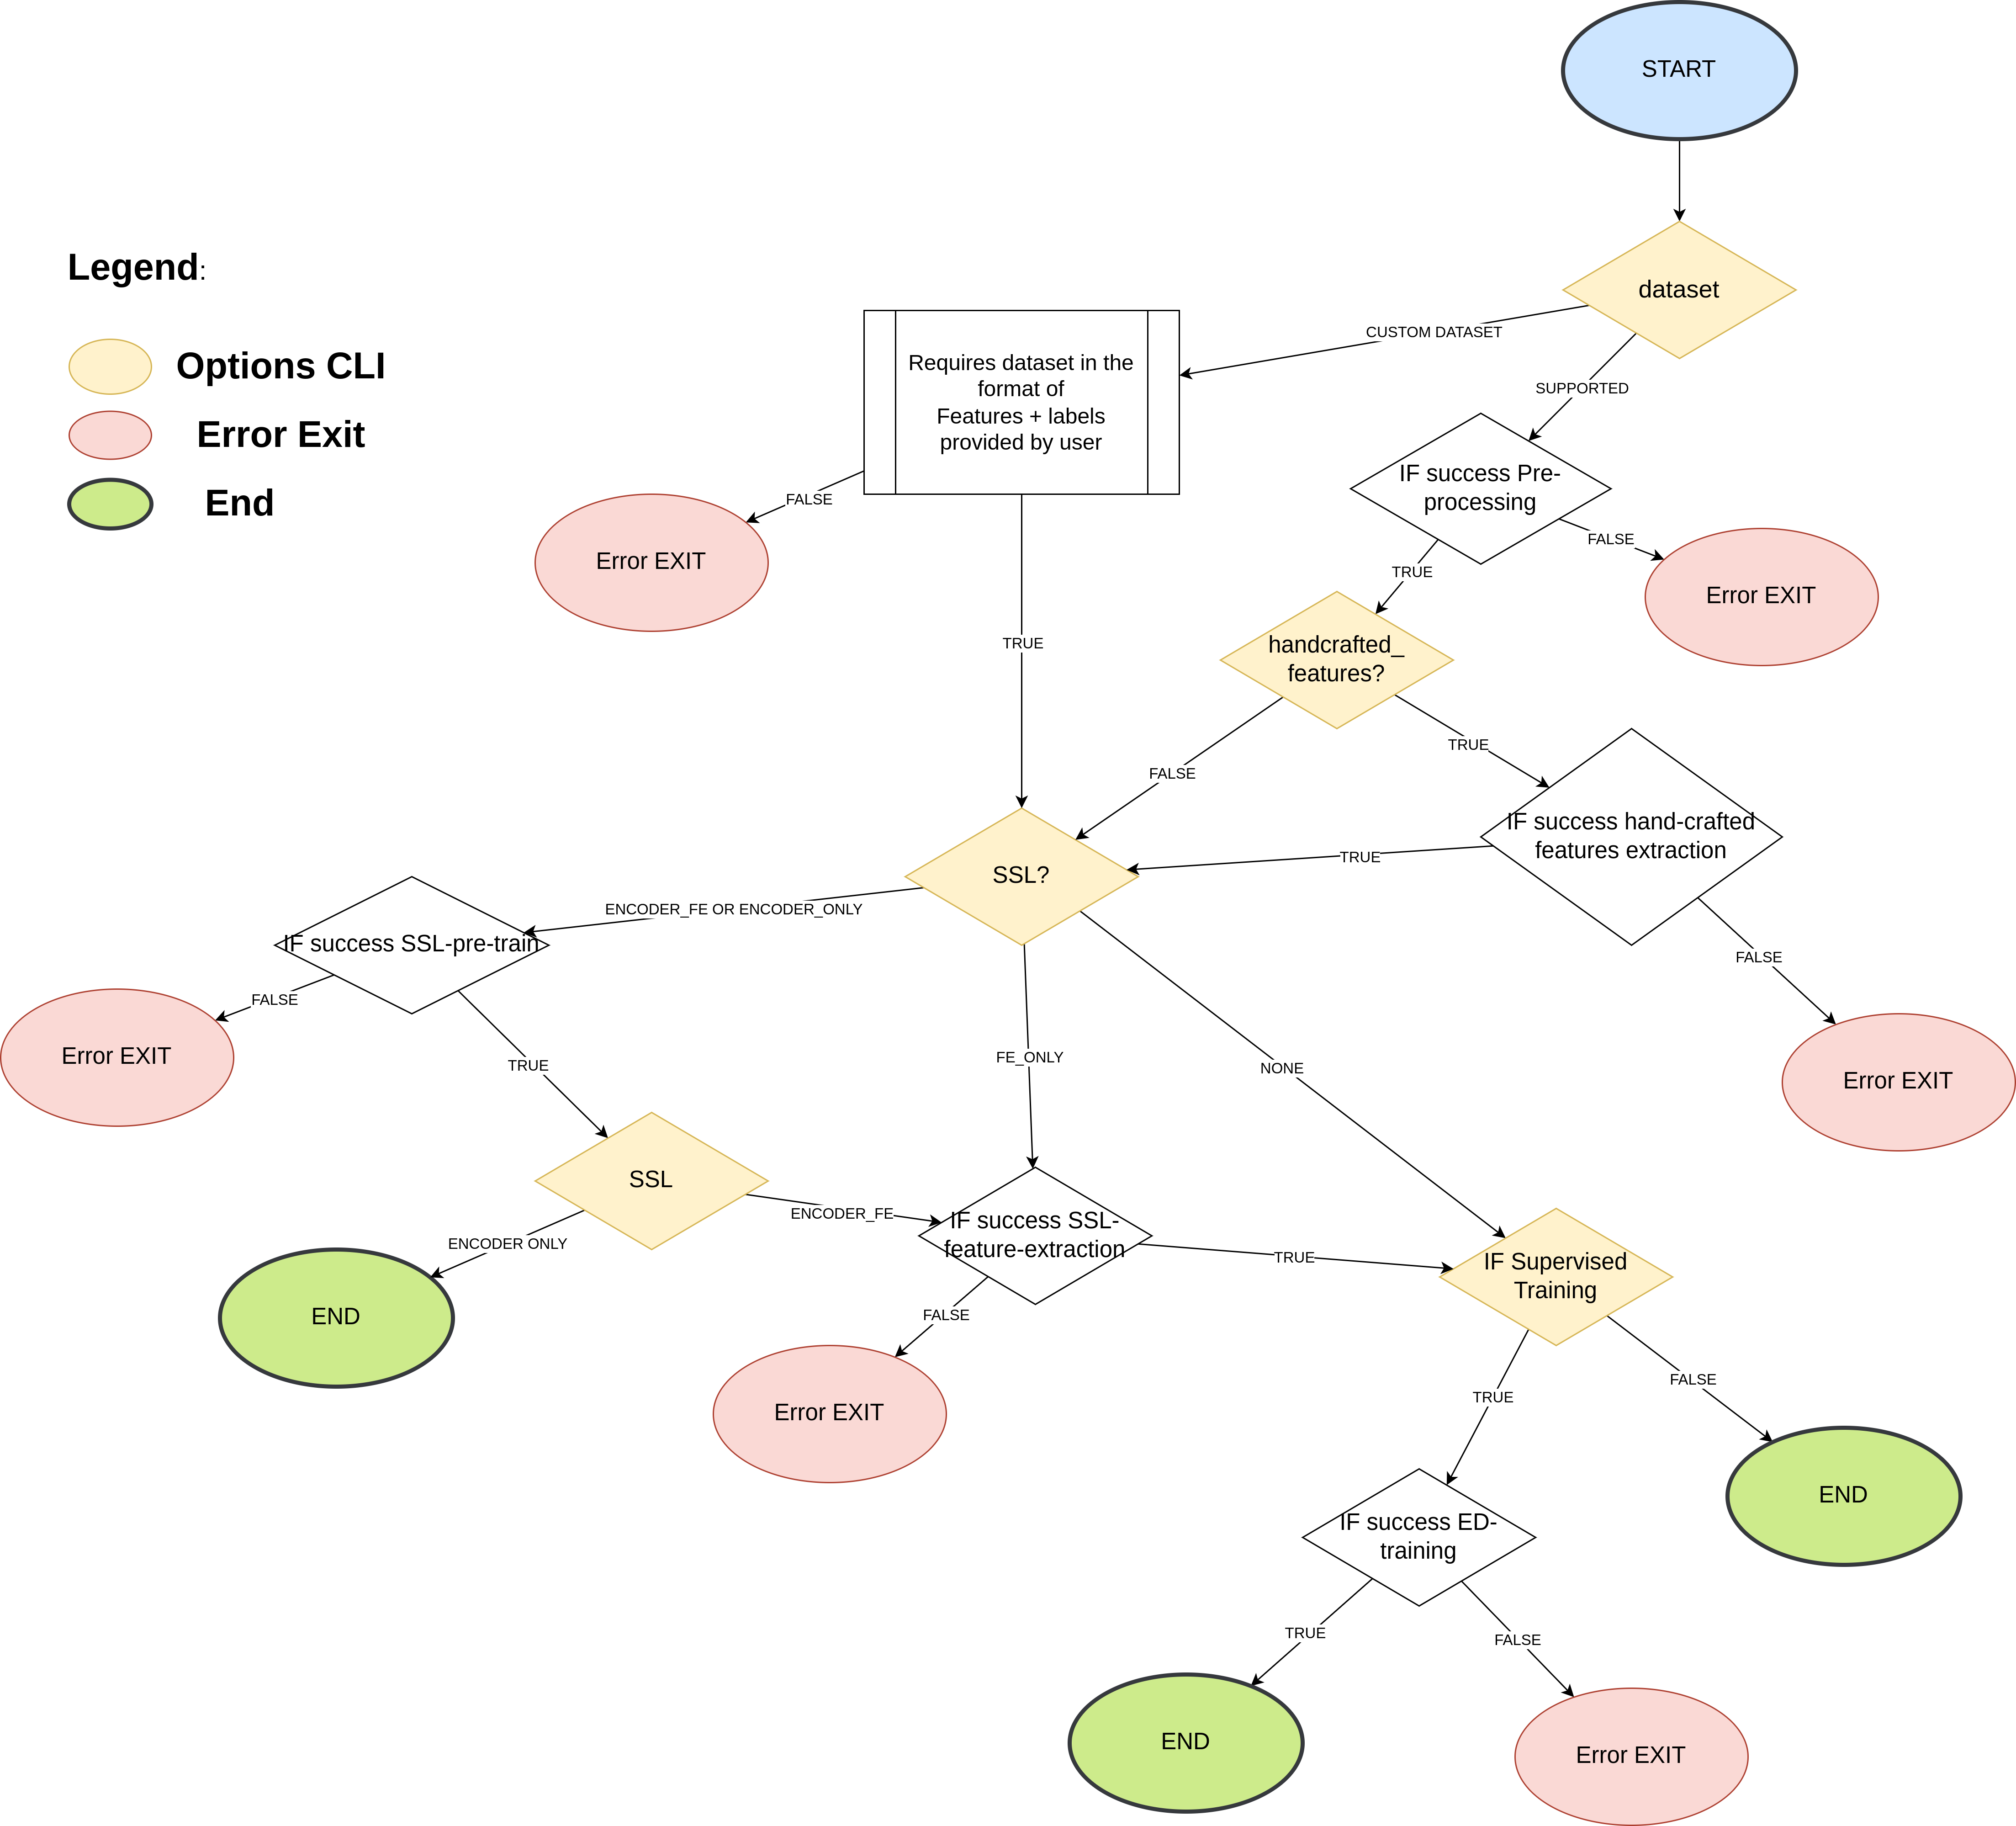 START
dataset
Legend:
Options CLI
Error Exit
End
CUSTOM DATASET
SUPPORTED
Requires dataset in the
format of
Features + labels
provided by user
FALSE
Error EXIT
TRUE
IF success Pre-
processing
FALSE
Error EXIT
TRUE
handcrafted_
features?
FALSE
TRUE
IF success hand-crafted
features extraction
TRUE
FALSE
Error EXIT
SSL?
ENCODER_FE OR ENCODER_ONLY
FE_ONLY
NONE
IF success SSL-pre-train
FALSE
Error EXIT
TRUE
SSL
ENCODER ONLY
END
ENCODER_FE
IF success SSL-
feature-extraction
FALSE
Error EXIT
TRUE
IF Supervised
Training
TRUE
FALSE
END
IF success ED-
training
TRUE
FALSE
END
Error EXIT